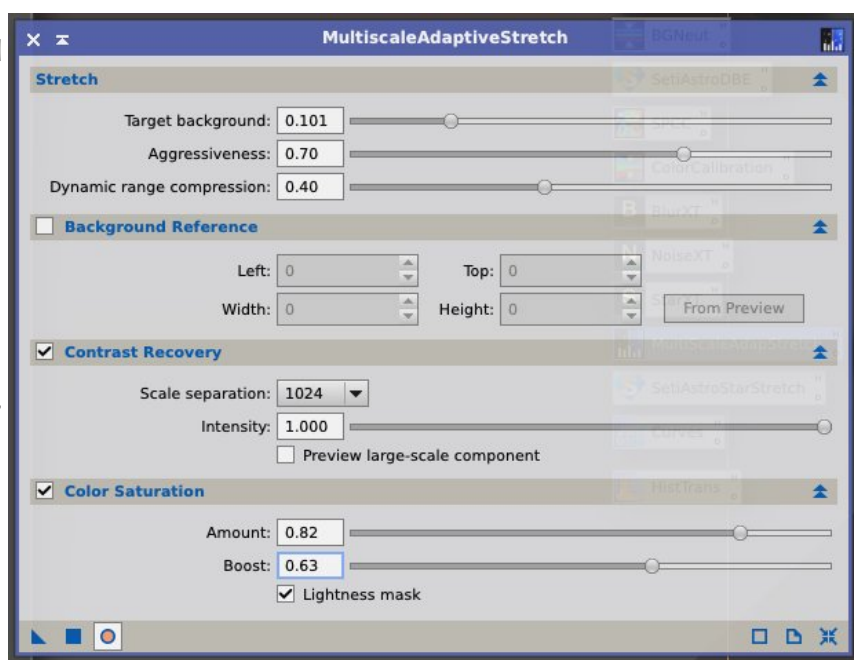 MultiscaleAdaptiveStretch
BGNeut
Stretch
SetiAstroDBE
Target background: 0.101
SPCC
Aggressiveness: 0.70
ColorCalibration
Dynamic range compression: 0.40
BlurXT
Background Reference
NoiseXT
Left: 0 Top: 0
Width: 0 Height: 0 From Preview
Contrast Recovery
MultiScaleAdapStretch
Scale separation: 1024
SetiAstroStarStretch
Intensity: 1.000
Curves
Preview large-scale component
Color Saturation
HistTrans
Amount: 0.82
Boost: 0.63
Lightness mask